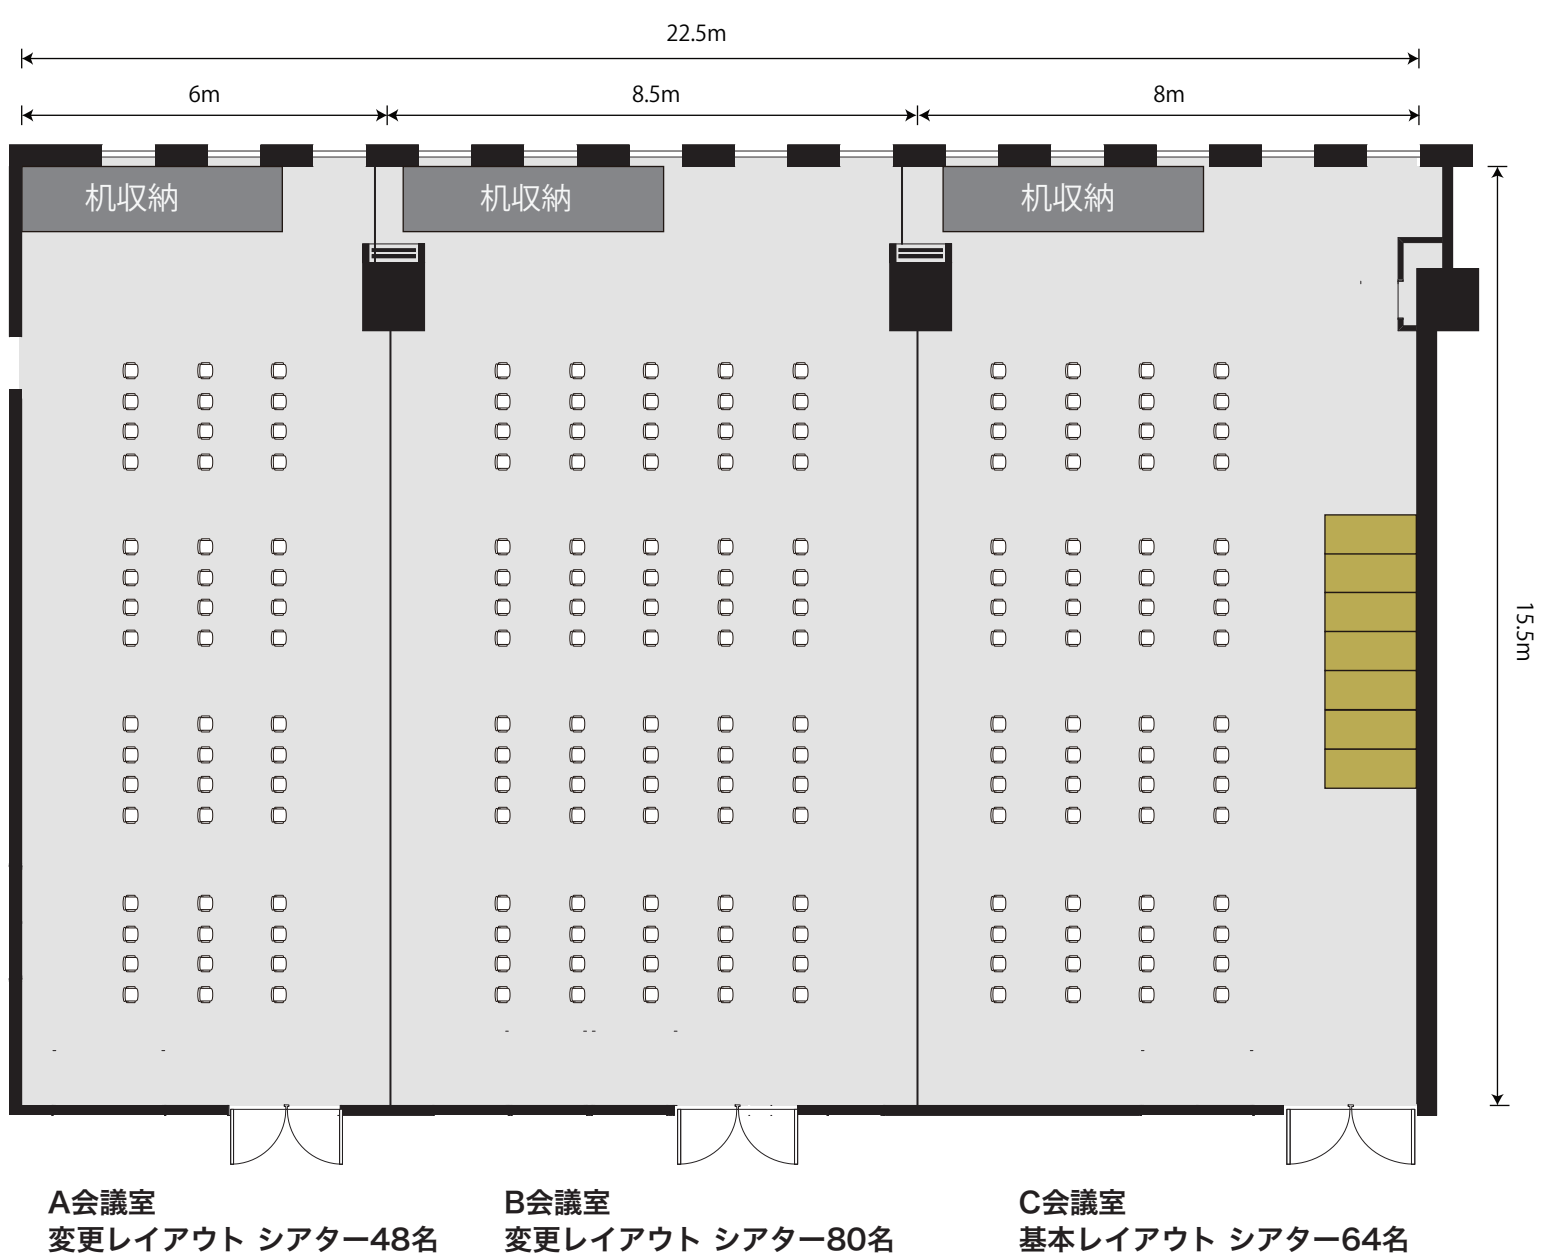 22.5m
6m
8.5m
8m
机収納
机収納
机収納
15.5m
A会議室
変更レイアウト シアター48名
B会議室
変更レイアウト シアター80名
C会議室
基本レイアウト シアター64名